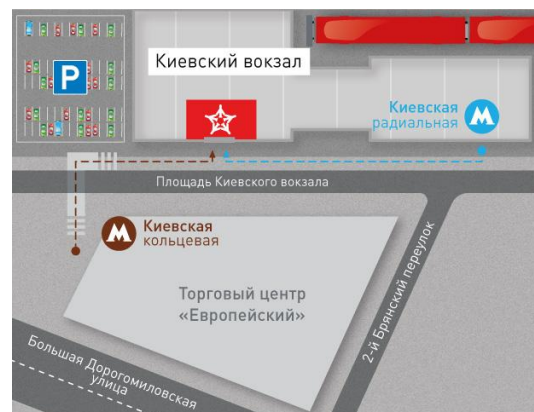 P
Киевский вокзал
Киевская
радиальная
М
Площадь Киевского вокзала
М
Киевская
кольцевая
Торговый центр
«Европейский»
2-й Брянский переулок
Большая Дорогомиловская
улица